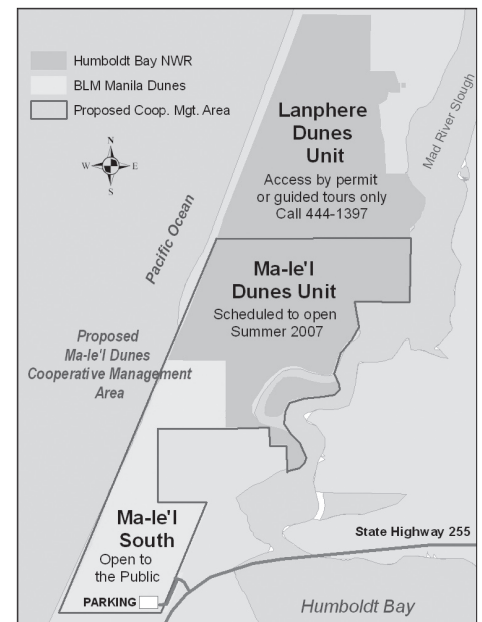 Humboldt Bay NWR
BLM Manila Dunes
Proposed Coop. Mgt. Area
N
W
E
S
Lanphere
Dunes
Unit
Access by permit
or guided tours only
Call 444-1397
Mad River Slough
Pacific Ocean
Ma-le'l
Dunes Unit
Scheduled to open
Summer 2007
Proposed
Ma-le'l Dunes
Cooperative Management
Area
Ma-le'l
South
Open to
the Public
PARKING
State Highway 255
Humboldt Bay